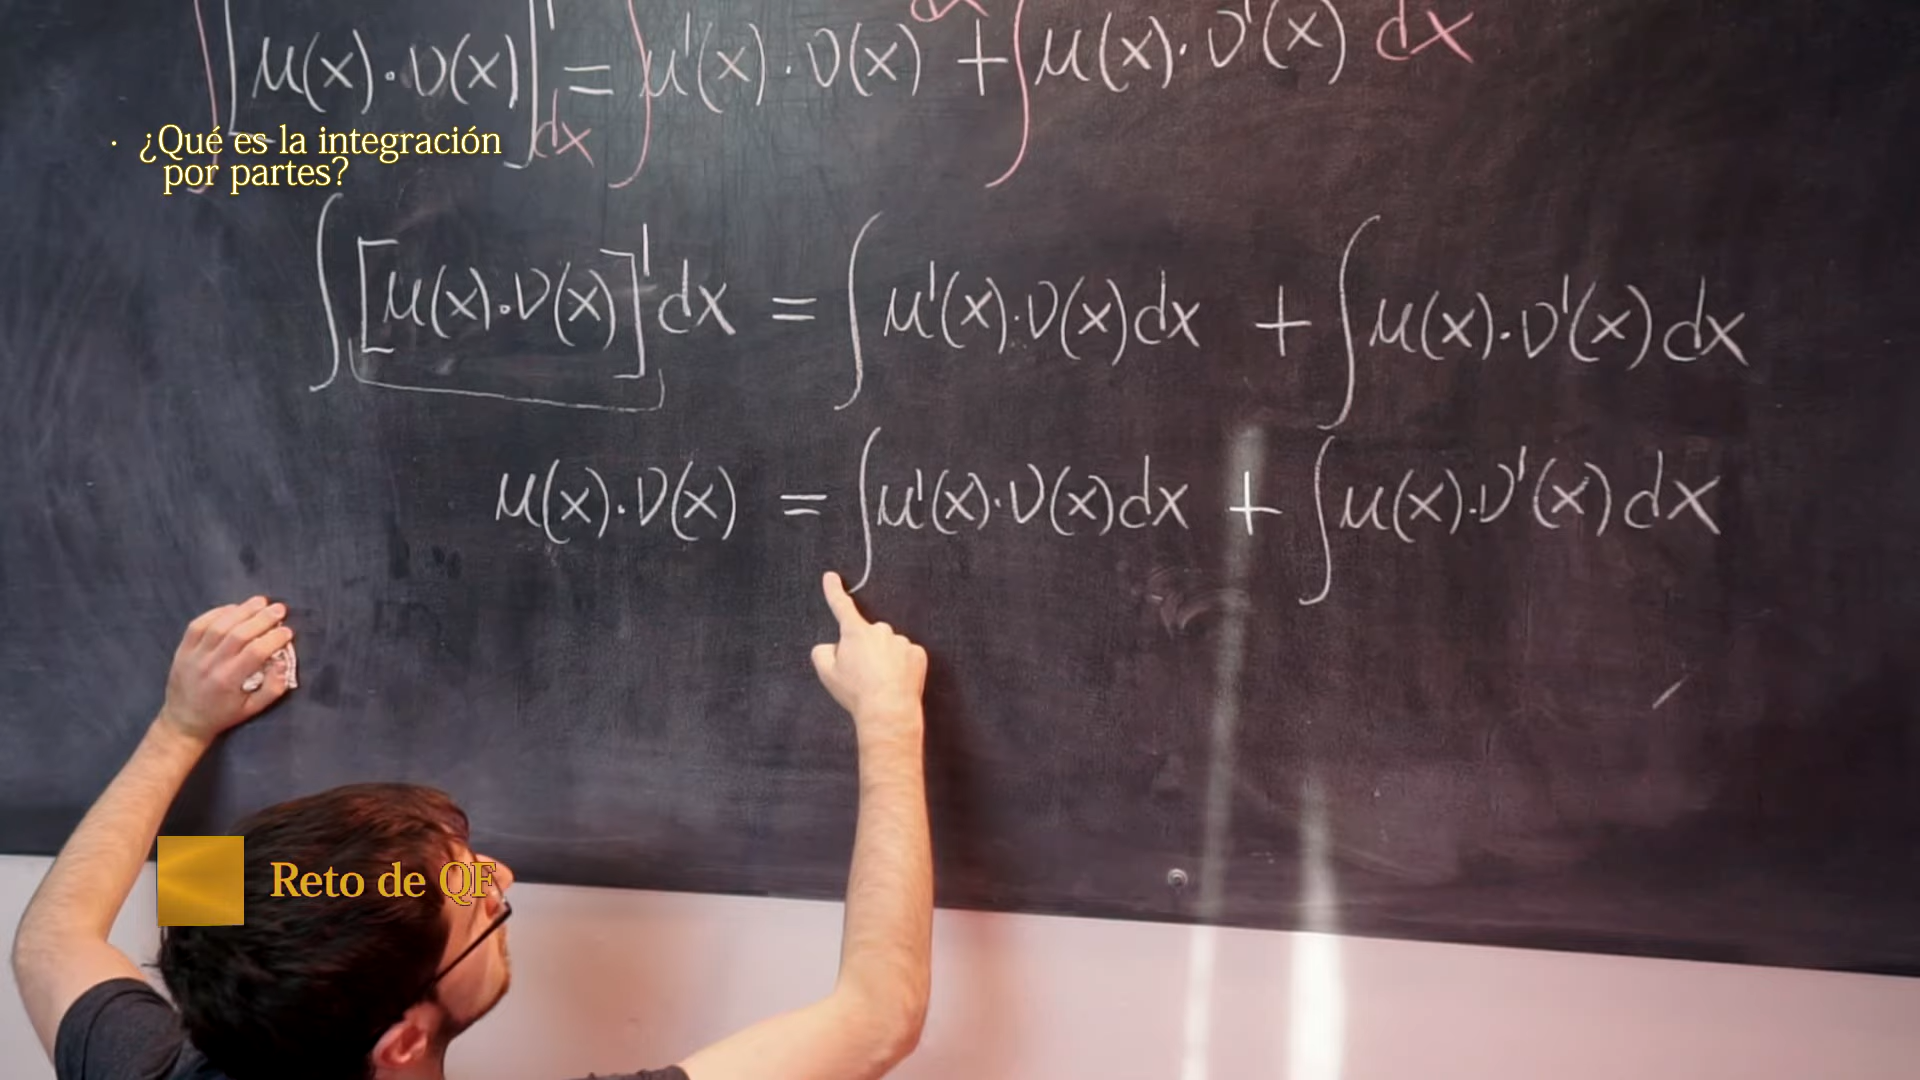 [u(x)·v(x)]' dx = ∫u'(x)·v(x) dx + ∫u(x)·v'(x) dx
· ¿Qué es la integración
por partes?
∫[u(x)·v(x)]' dx = ∫u'(x)·v(x)dx + ∫u(x)·v'(x)dx
u(x)·v(x) = ∫u'(x)·v(x)dx + ∫u(x)·v'(x)dx
Reto de QF